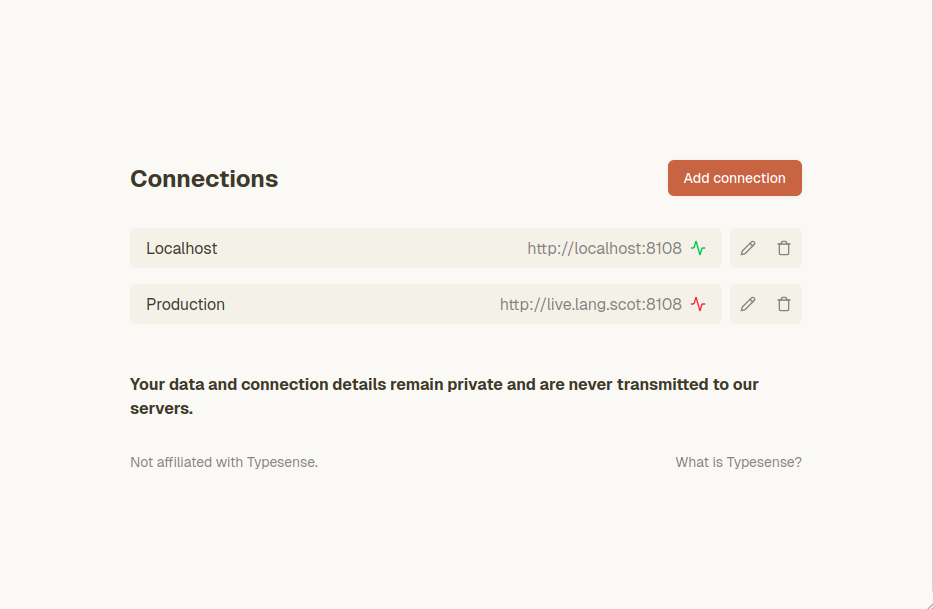 Connections
Add connection
Localhost
http://localhost:8108
Production
http://live.lang.scot:8108
Your data and connection details remain private and are never transmitted to our
servers.
Not affiliated with Typesense.
What is Typesense?